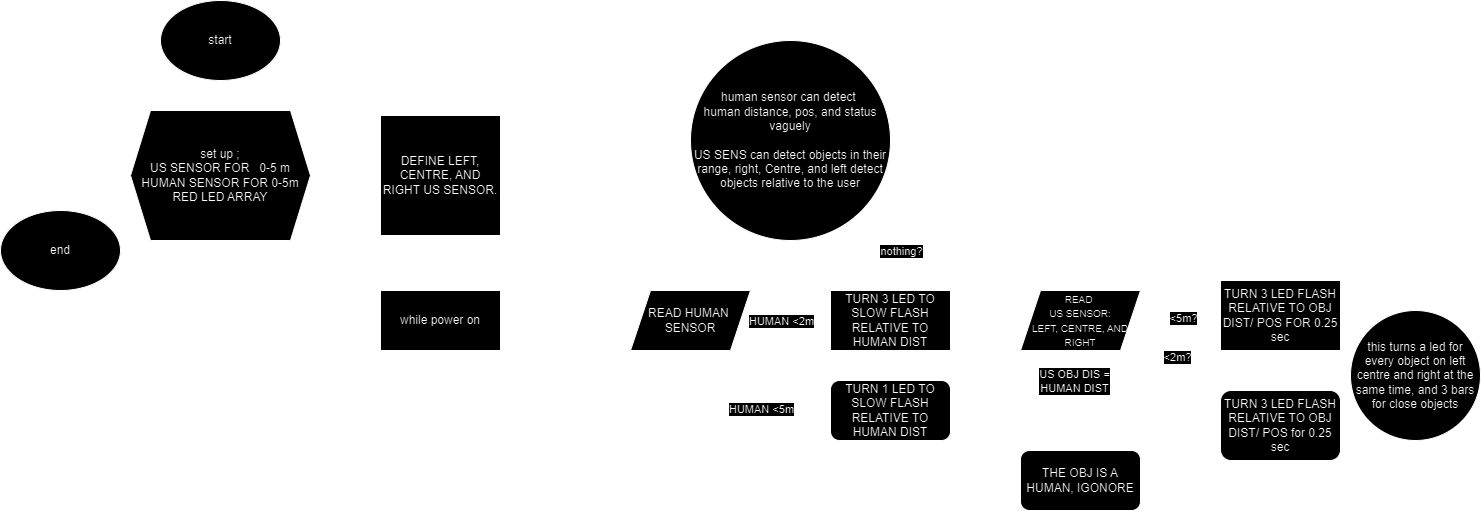 start
set up ;
US SENSOR FOR   0-5 m
HUMAN SENSOR FOR 0-5m
RED LED ARRAY
end
DEFINE LEFT,
CENTRE, AND
RIGHT US SENSOR.
while power on
human sensor can detect
human distance, pos, and status
vaguely
US SENS can detect objects in their
range, right, Centre, and left detect
objects relative to the user
nothing?
READ HUMAN
SENSOR
HUMAN <2m
TURN 3 LED TO
SLOW FLASH
RELATIVE TO
HUMAN DIST
HUMAN <5m
TURN 1 LED TO
SLOW FLASH
RELATIVE TO
HUMAN DIST
READ
US SENSOR:
LEFT, CENTRE, AND
RIGHT
US OBJ DIS =
HUMAN DIST
THE OBJ IS A
HUMAN, IGONORE
<5m?
<2m?
TURN 3 LED FLASH
RELATIVE TO OBJ
DIST/ POS FOR 0.25
sec
TURN 3 LED FLASH
RELATIVE TO OBJ
DIST/ POS for 0.25
sec
this turns a led for
every object on left
centre and right at the
same time, and 3 bars
for close objects